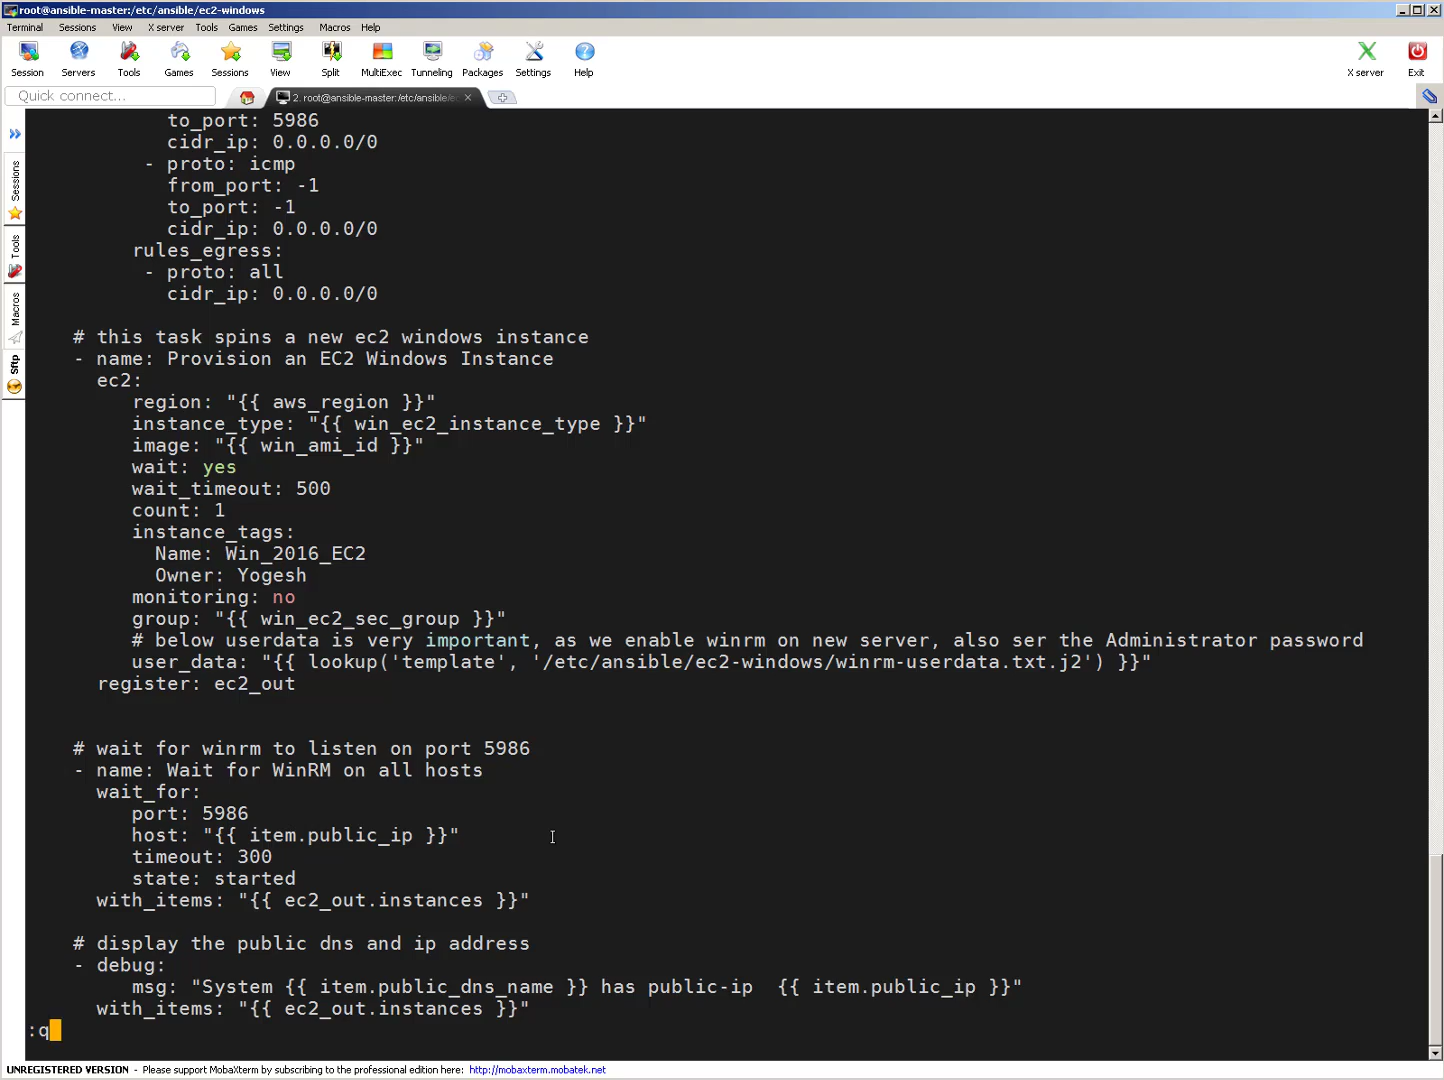 root@ansible-master:/etc/ansible/ec2-windows
Terminal Sessions View X server Tools Games Settings Macros Help
Session Servers Tools Games Sessions View Split MultiExec Tunneling Packages Settings Help X server Exit
Quick connect...
2. root@ansible-master:/etc/ansible/
Sessions
Tools
Macros
Sftp
to_port: 5986
cidr_ip: 0.0.0.0/0
- proto: icmp
from_port: -1
to_port: -1
cidr_ip: 0.0.0.0/0
rules_egress:
- proto: all
cidr_ip: 0.0.0.0/0
# this task spins a new ec2 windows instance
- name: Provision an EC2 Windows Instance
ec2:
region: "{{ aws_region }}"
instance_type: "{{ win_ec2_instance_type }}"
image: "{{ win_ami_id }}"
wait: yes
wait_timeout: 500
count: 1
instance_tags:
Name: Win_2016_EC2
Owner: Yogesh
monitoring: no
group: "{{ win_ec2_sec_group }}"
# below userdata is very important, as we enable winrm on new server, also ser the Administrator password
user_data: "{{ lookup('template', '/etc/ansible/ec2-windows/winrm-userdata.txt.j2') }}"
register: ec2_out
# wait for winrm to listen on port 5986
- name: Wait for WinRM on all hosts
wait_for:
port: 5986
host: "{{ item.public_ip }}"
timeout: 300
state: started
with_items: "{{ ec2_out.instances }}"
# display the public dns and ip address
- debug:
msg: "System {{ item.public_dns_name }} has public-ip  {{ item.public_ip }}"
with_items: "{{ ec2_out.instances }}"
:q
UNREGISTERED VERSION - Please support MobaXterm by subscribing to the professional edition here: http://mobaxterm.mobatek.net